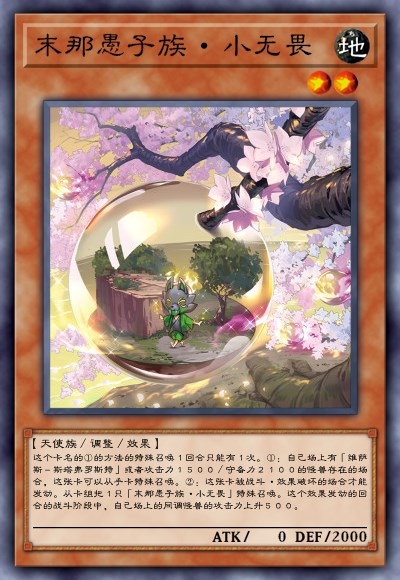 末那愚子族・小无畏
地
【天使族/调整/效果】
这个卡名的①的方法的特殊召唤1回合只能有1次。①：自己场上有「维萨
斯-斯塔弗罗斯特」或者攻击力1500/守备力2100的怪兽存在的场
合，这张卡可以从手卡特殊召唤。②：这张卡被战斗・效果破坏的场合才能
发动。从卡组把1只「末那愚子族・小无畏」特殊召唤。这个效果发动的回
合的战斗阶段中，自己场上的同调怪兽的攻击力上升500。
ATK/ 0 DEF/2000